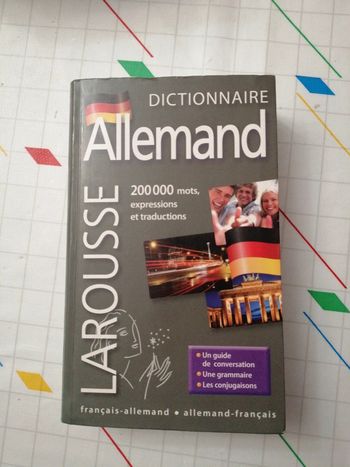 DICTIONNAIRE
Allemand
LAROUSSE
200 000 mots,
expressions
et traductions
• Un guide
de conversation
• Une grammaire
• Les conjugaisons
français-allemand • allemand-français